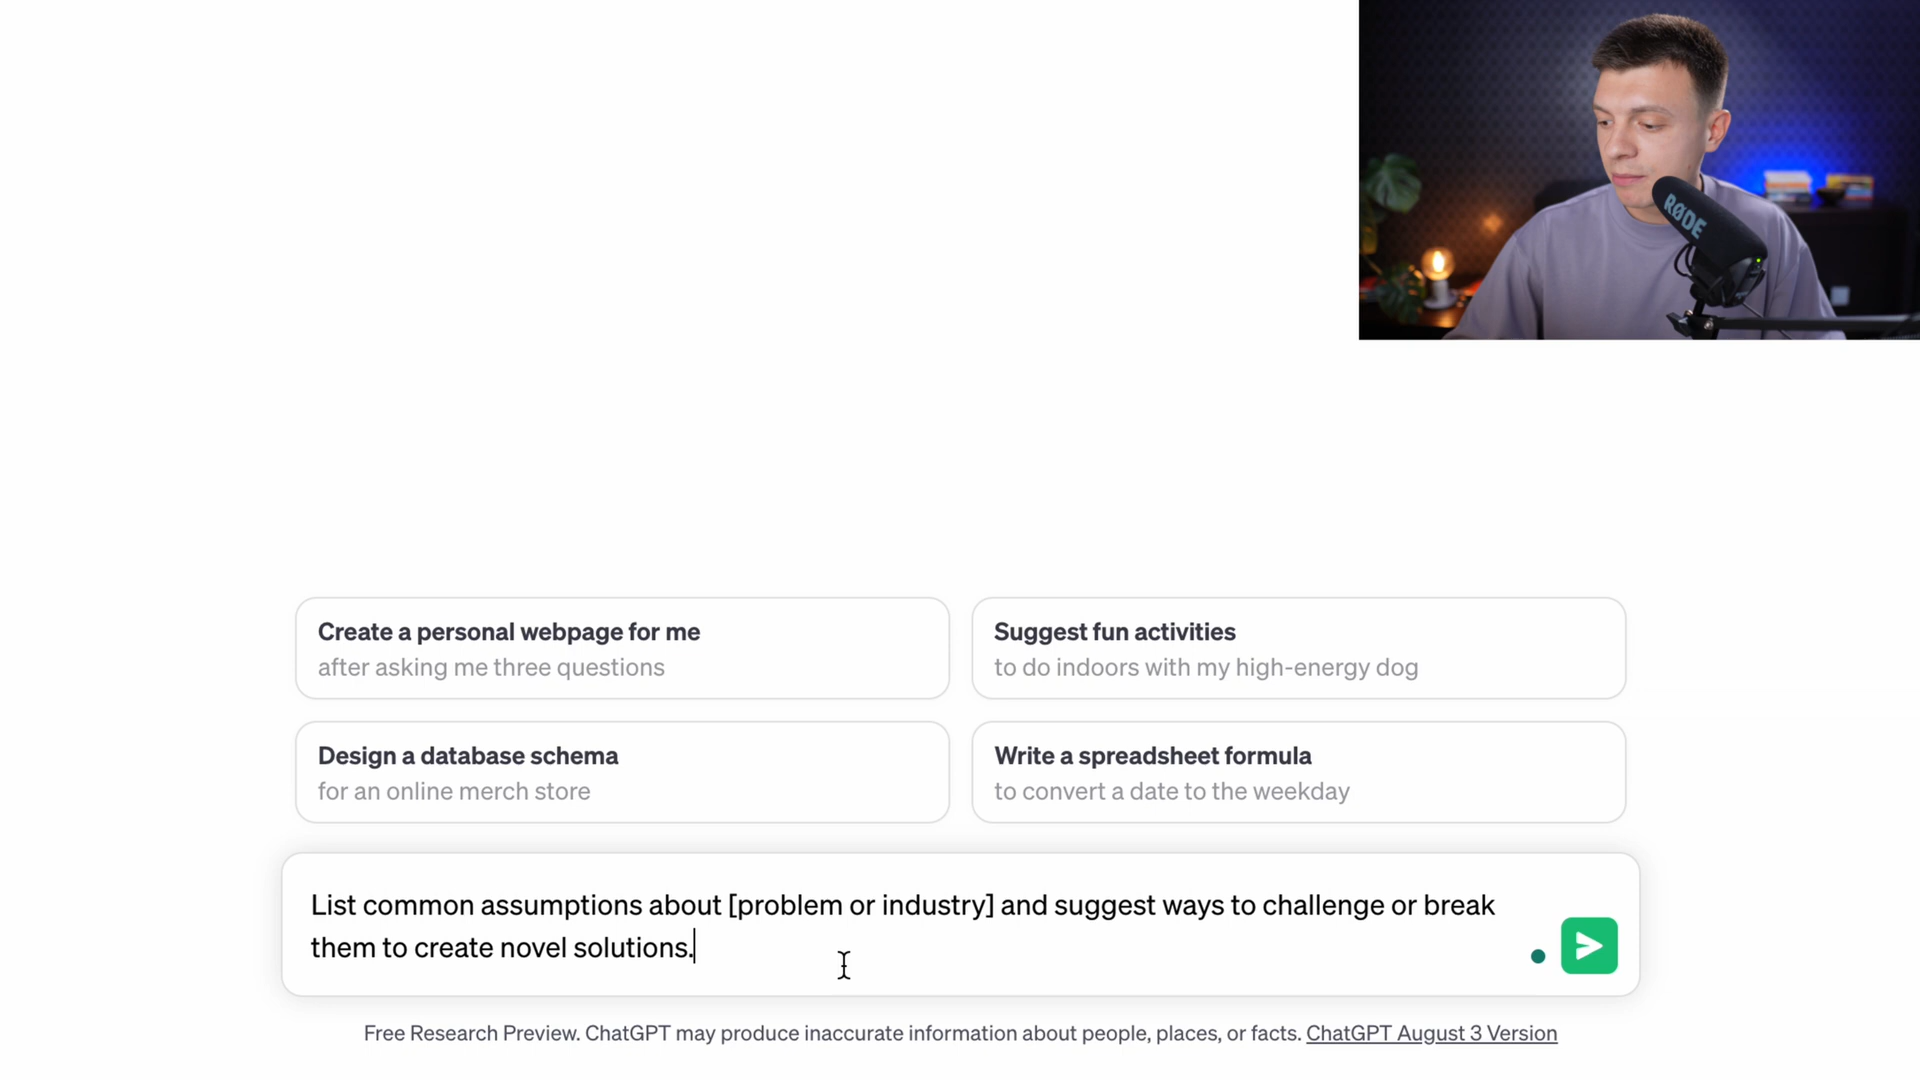 RØDE
Create a personal webpage for me
after asking me three questions
Suggest fun activities
to do indoors with my high-energy dog
Design a database schema
for an online merch store
Write a spreadsheet formula
to convert a date to the weekday
List common assumptions about [problem or industry] and suggest ways to challenge or break
them to create novel solutions.
Free Research Preview. ChatGPT may produce inaccurate information about people, places, or facts. ChatGPT August 3 Version